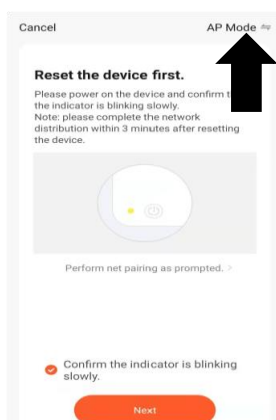 Cancel
AP Mode
Reset the device first.
Please power on the device and confirm
the indicator is blinking slowly.
Note: please complete the network
distribution within 3 minutes after resetting
the device.
Perform net pairing as prompted.
Confirm the indicator is blinking
slowly.
Next